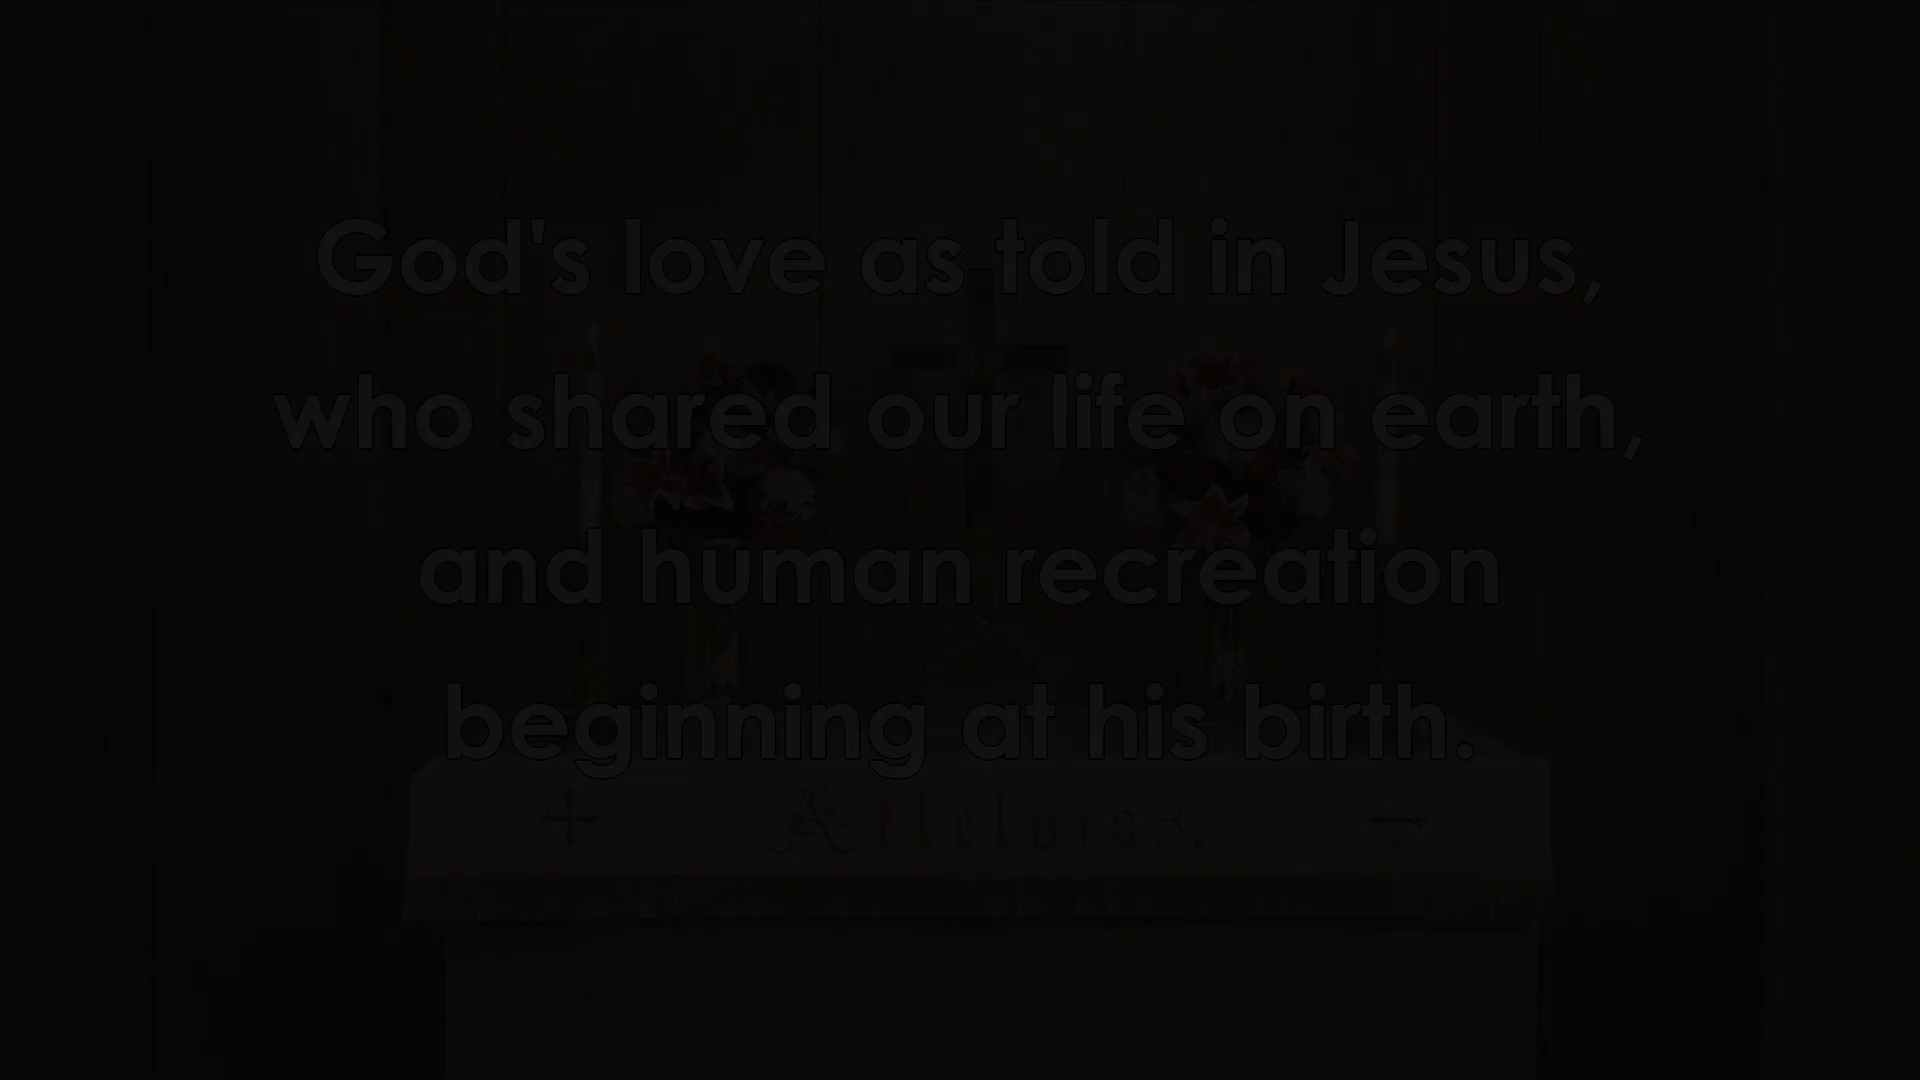 God's love as told in Jesus,
who shared our life on earth,
and human recreation
beginning at his birth.
Alleluia.